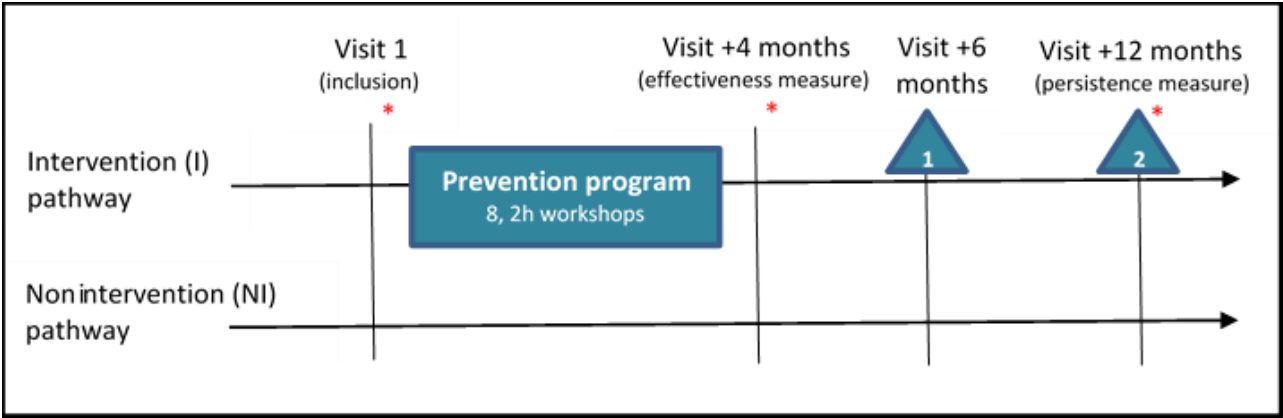 Visit 1
(inclusion)
*
Visit +4 months
(effectiveness measure)
*
Visit +6
months
Visit +12 months
(persistence measure)
*
Intervention (I)
pathway
Prevention program
8, 2h workshops
1
2
Nonintervention (NI)
pathway